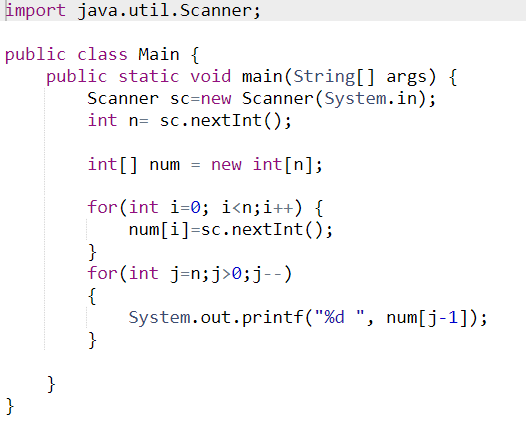 import java.util.Scanner;
public class Main {
public static void main(String[] args) {
Scanner sc=new Scanner(System.in);
int n= sc.nextInt();
int[] num = new int[n];
for(int i=0; i<n;i++) {
num[i]=sc.nextInt();
}
for(int j=n;j>0;j--)
{
System.out.printf("%d ", num[j-1]);
}
}
}